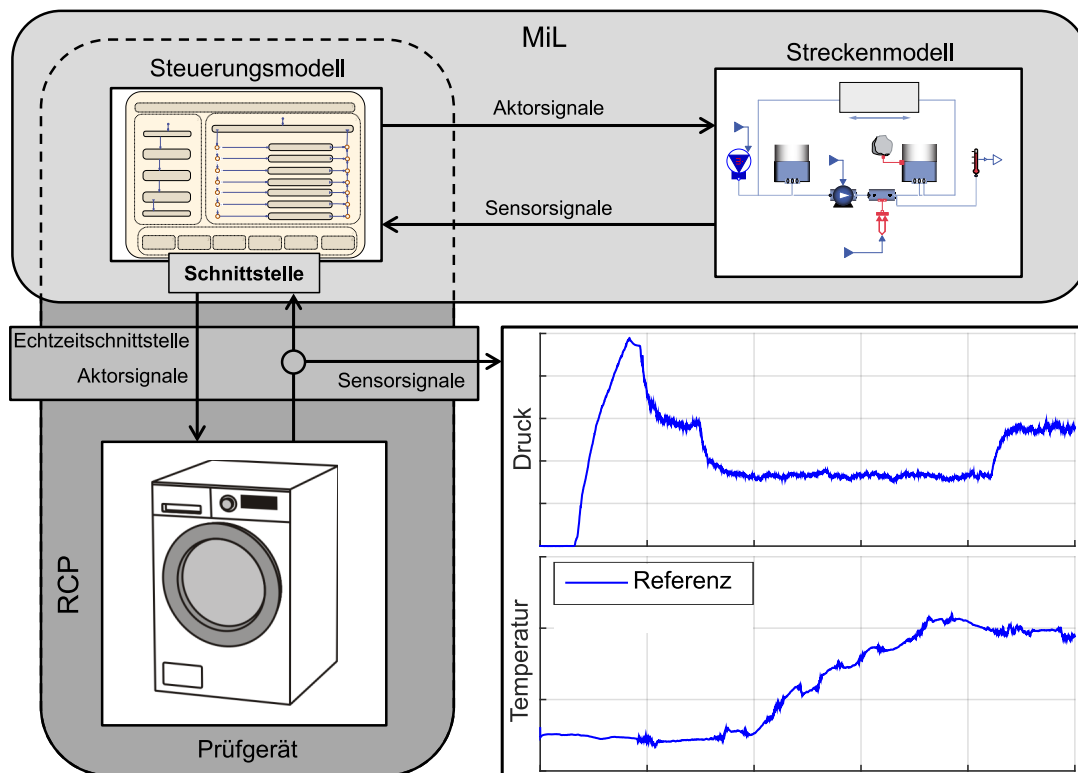 MiL
Steuerungsmodell
Streckenmodell
Aktorsignale
Sensorsignale
Schnittstelle
Echtzeitschnittstelle
Aktorsignale
Sensorsignale
RCP
Prüfgerät
Druck
Referenz
Temperatur